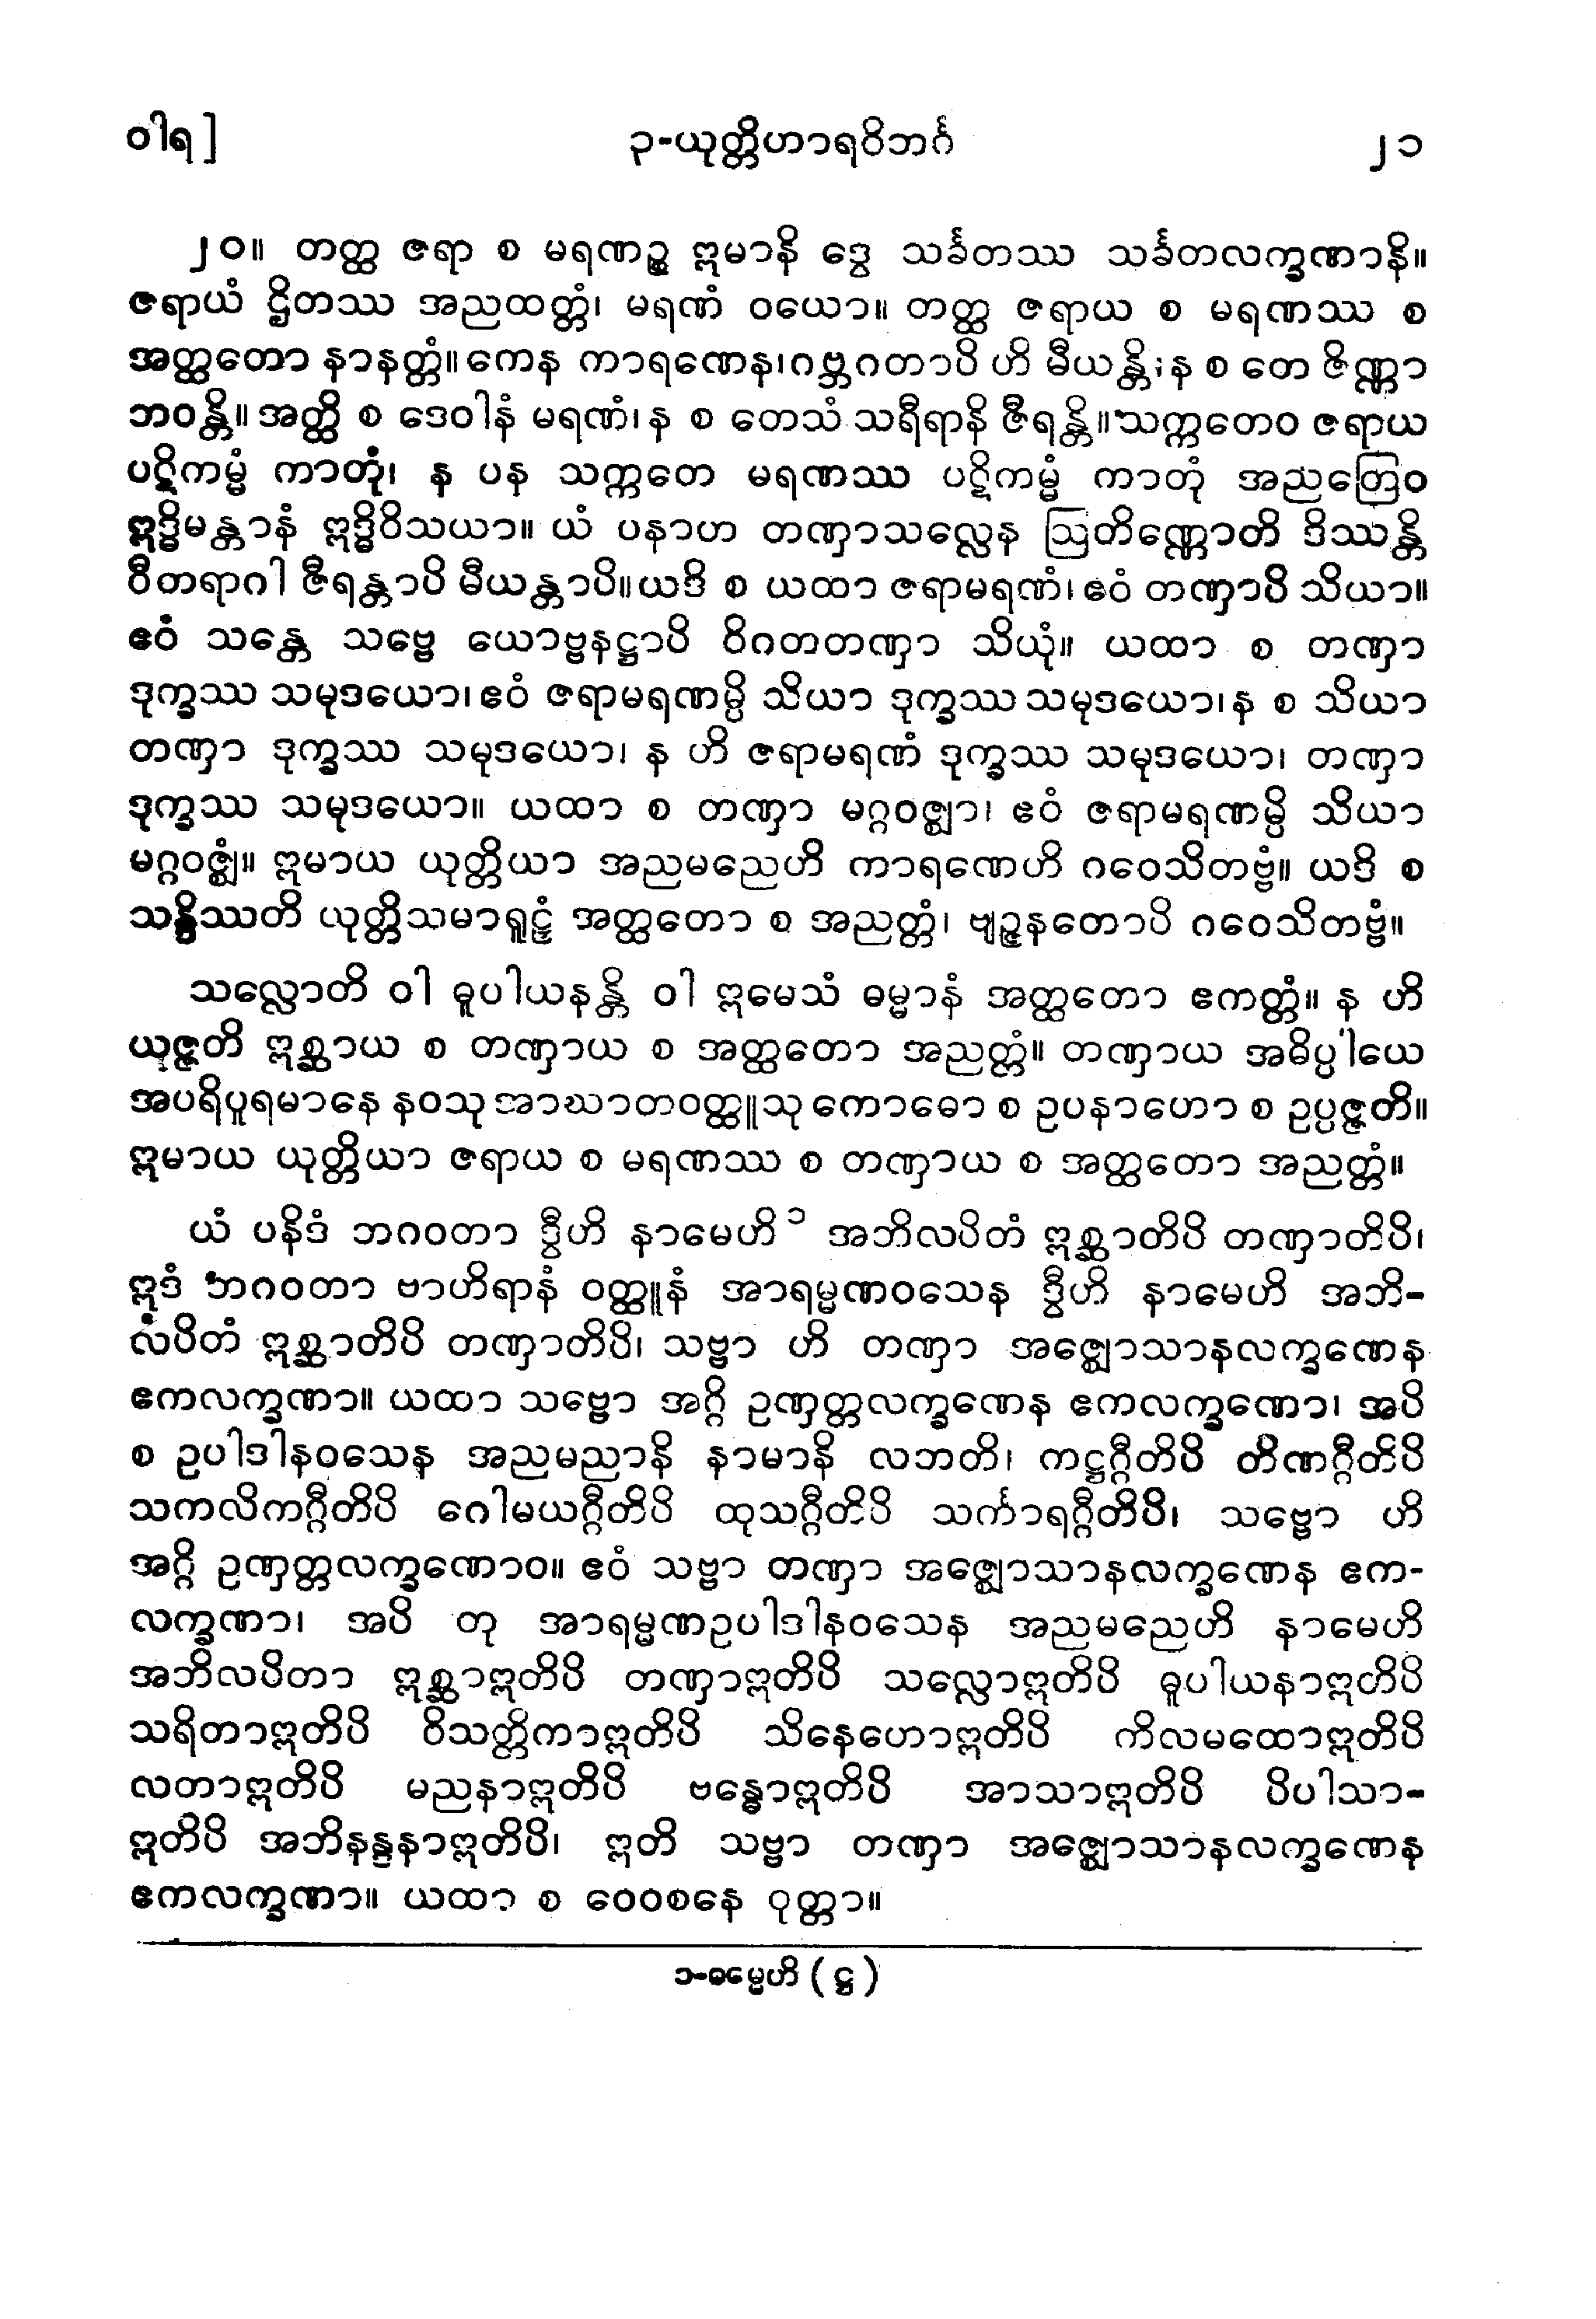 ဝါရ]
၃-ယုတ္တိဟာရဝိဘင်္ဂ
၂၁
၂၀။ တတ္ထ ဇရာ စ မရဏဉ္စ ဣမာနိ ဒွေ သင်္ခတဿ သင်္ခတလက္ခဏာနိ။
ဇရာယံ ဌိတဿ အညထတ္တံ၊ မရဏံ ဝယော။ တတ္ထ ဇရာယ စ မရဏဿ စ
အတ္ထတော နာနတ္တံ။ ကေန ကာရဏေန၊ ဂဗ္ဘဂတာပိ ဟိ မီယန္တိ၊ န စ တေ ဇိဏ္ဏာ
ဘဝန္တိ။ အတ္ထိ စ ဒေဝါနံ မရဏံ၊ န စ တေသံ သရီရာနိ ဇီရန္တိ။ သက္ကတေဝ ဇရာယ
ပဋိကမ္မံ ကာတုံ၊ န ပန သက္ကတေ မရဏဿ ပဋိကမ္မံ ကာတုံ အညတြေဝ
ဣဒ္ဓိမန္တာနံ ဣဒ္ဓိဝိသယာ။ ယံ ပနာဟ တဏှာသလ္လေန ဩတိဏ္ဏောတိ ဒိဿန္တိ
ဝီတရာဂါ ဇီရန္တာပိ မီယန္တာပိ။ ယဒိ စ ယထာ ဇရာမရဏံ၊ ဧဝံ တဏှာပိ သိယာ။
ဧဝံ သန္တေ သဗ္ဗေ ယောဗ္ဗနဋ္ဌာပိ ဝိဂတတဏှာ သိယုံ။ ယထာ စ တဏှာ
ဒုက္ခဿ သမုဒယော၊ ဧဝံ ဇရာမရဏမ္ပိ သိယာ ဒုက္ခဿ သမုဒယော၊ န စ သိယာ
တဏှာ ဒုက္ခဿ သမုဒယော၊ န ဟိ ဇရာမရဏံ ဒုက္ခဿ သမုဒယော၊ တဏှာ
ဒုက္ခဿ သမုဒယော။ ယထာ စ တဏှာ မဂ္ဂဝဇ္ဈာ၊ ဧဝံ ဇရာမရဏမ္ပိ သိယာ
မဂ္ဂဝဇ္ဈံ။ ဣမာယ ယုတ္တိယာ အညမညေဟိ ကာရဏေဟိ ဂဝေသိတဗ္ဗံ။ ယဒိ စ
သန္ဒိဿတိ ယုတ္တိသမာရူဠှံ အတ္ထတော စ အညတ္တံ၊ ဗျဉ္ဇနတောပိ ဂဝေသိတဗ္ဗံ။
သလ္လောတိ ဝါ ဓူပါယနန္တိ ဝါ ဣမေသံ ဓမ္မာနံ အတ္ထတော ဧကတ္တံ။ န ဟိ
ယုဇ္ဇတိ ဣစ္ဆာယ စ တဏှာယ စ အတ္ထတော အညတ္တံ။ တဏှာယ အဓိပ္ပါယေ
အပရိပူရမာနေ နဝသု အာဃာတဝတ္ထူသု ကောဓော စ ဥပနာဟော စ ဥပ္ပဇ္ဇတိ။
ဣမာယ ယုတ္တိယာ ဇရာယ စ မရဏဿ စ တဏှာယ စ အတ္ထတော အညတ္တံ။
ယံ ပနိဒံ ဘဂဝတာ ဒွီဟိ နာမေဟိ ၁ အဘိလပိတံ ဣစ္ဆာတိပိ တဏှာတိပိ၊
ဣဒံ ဘဂဝတာ ဗာဟိရာနံ ဝတ္ထူနံ အာရမ္မဏဝသေန ဒွီဟိ နာမေဟိ အဘိ-
လပိတံ ဣစ္ဆာတိပိ တဏှာတိပိ၊ သဗ္ဗာ ဟိ တဏှာ အဇ္ဈောသာနလက္ခဏေန
ဧကလက္ခဏာ။ ယထာ သဗ္ဗော အဂ္ဂိ ဥဏှတ္တလက္ခဏေန ဧကလက္ခဏော၊ အပိ
စ ဥပါဒါနဝသေန အညမညာနိ နာမာနိ လဘတိ၊ ကဋ္ဌဂ္ဂီတိပိ တိဏဂ္ဂီတိပိ
သကလိကဂ္ဂီတိပိ ဂေါမယဂ္ဂီတိပိ ထုသဂ္ဂီတိပိ သင်္ကာရဂ္ဂီတိပိ၊ သဗ္ဗော ဟိ
အဂ္ဂိ ဥဏှတ္တလက္ခဏောဝ။ ဧဝံ သဗ္ဗာ တဏှာ အဇ္ဈောသာနလက္ခဏေန ဧက-
လက္ခဏာ၊ အပိ တု အာရမ္မဏဥပါဒါနဝသေန အညမညေဟိ နာမေဟိ
အဘိလပိတာ ဣစ္ဆာဣတိပိ တဏှာဣတိပိ သလ္လောဣတိပိ ဓူပါယနာဣတိပိ
သရိတာဣတိပိ ဝိသတ္တိကာဣတိပိ သိနေဟောဣတိပိ ကိလမထောဣတိပိ
လတာဣတိပိ မညနာဣတိပိ ဗန္ဓောဣတိပိ အာသာဣတိပိ ပိပါသာ-
ဣတိပိ အဘိနန္ဒနာဣတိပိ၊ ဣတိ သဗ္ဗာ တဏှာ အဇ္ဈောသာနလက္ခဏေန
ဧကလက္ခဏာ။ ယထာ စ ဝေဝစနေ ဝုတ္တာ။
၁-ဓမ္မေဟိ (ဋ္ဌ)